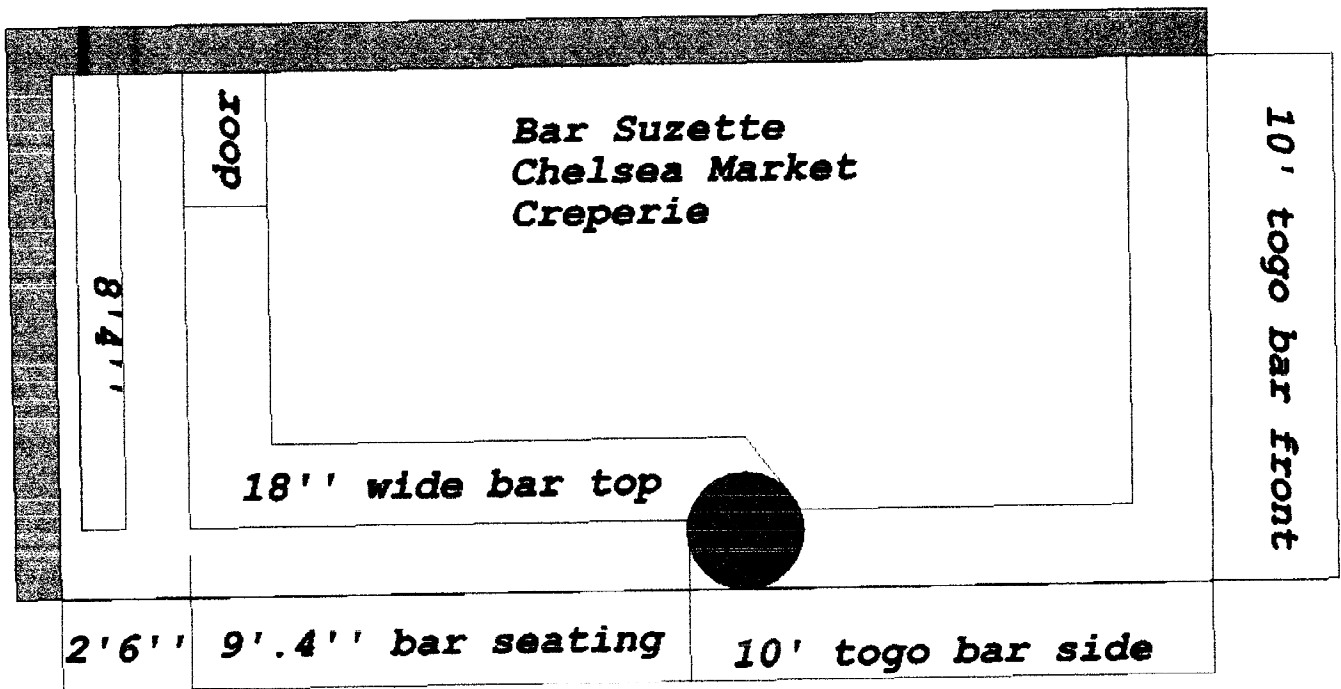 door
Bar Suzette
Chelsea Market
Creperie
10' togo bar front
8'4''
18'' wide bar top
2'6''
9'.4'' bar seating
10' togo bar side